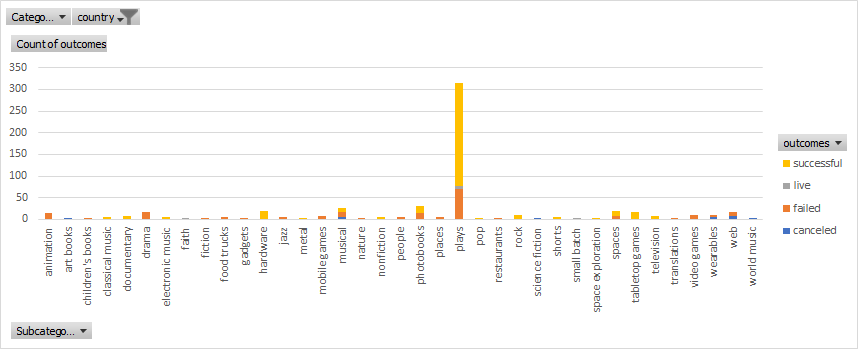 Catego...
country
Count of outcomes
350
300
250
200
150
100
50
0
animation
art books
children's books
classical music
documentary
drama
electronic music
faith
fiction
food trucks
gadgets
hardware
jazz
metal
mobile games
musical
nature
nonfiction
people
photobooks
places
plays
pop
restaurants
rock
science fiction
shorts
small batch
space exploration
spaces
tabletop games
television
translations
video games
wearables
web
world music
outcomes
successful
live
failed
canceled
Subcatego...